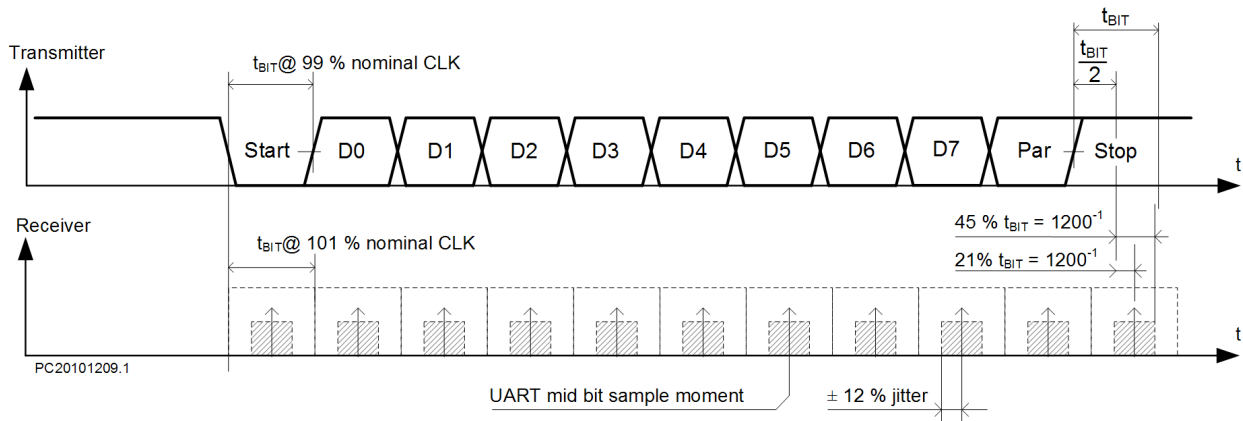 tBIT
tBIT
2
Transmitter
tBIT@ 99 % nominal CLK
Start D0 D1 D2 D3 D4 D5 D6 D7 Par Stop
t
Receiver
tBIT@ 101 % nominal CLK
45 % tBIT = 1200⁻¹
21% tBIT = 1200⁻¹
t
PC20101209.1
UART mid bit sample moment
± 12 % jitter